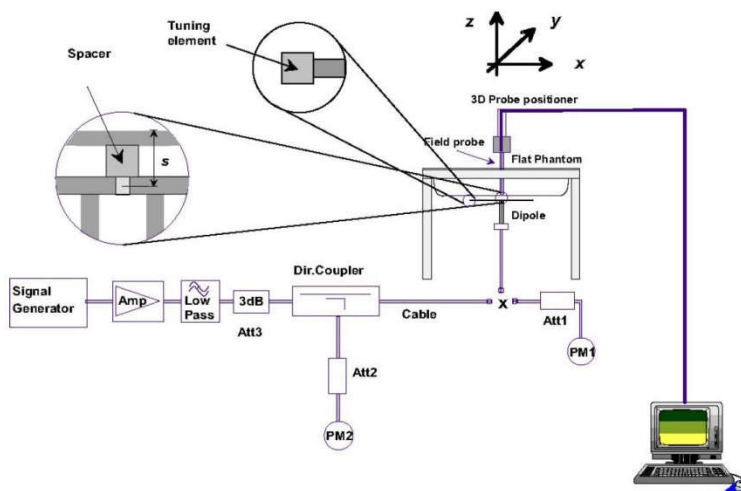 Tuning
element
Spacer
s
z
y
x
3D Probe positioner
Field probe
Flat Phantom
Dipole
Dir.Coupler
Signal
Generator
Amp
Low
Pass
3dB
Att3
Cable
x
Att1
PM1
Att2
PM2